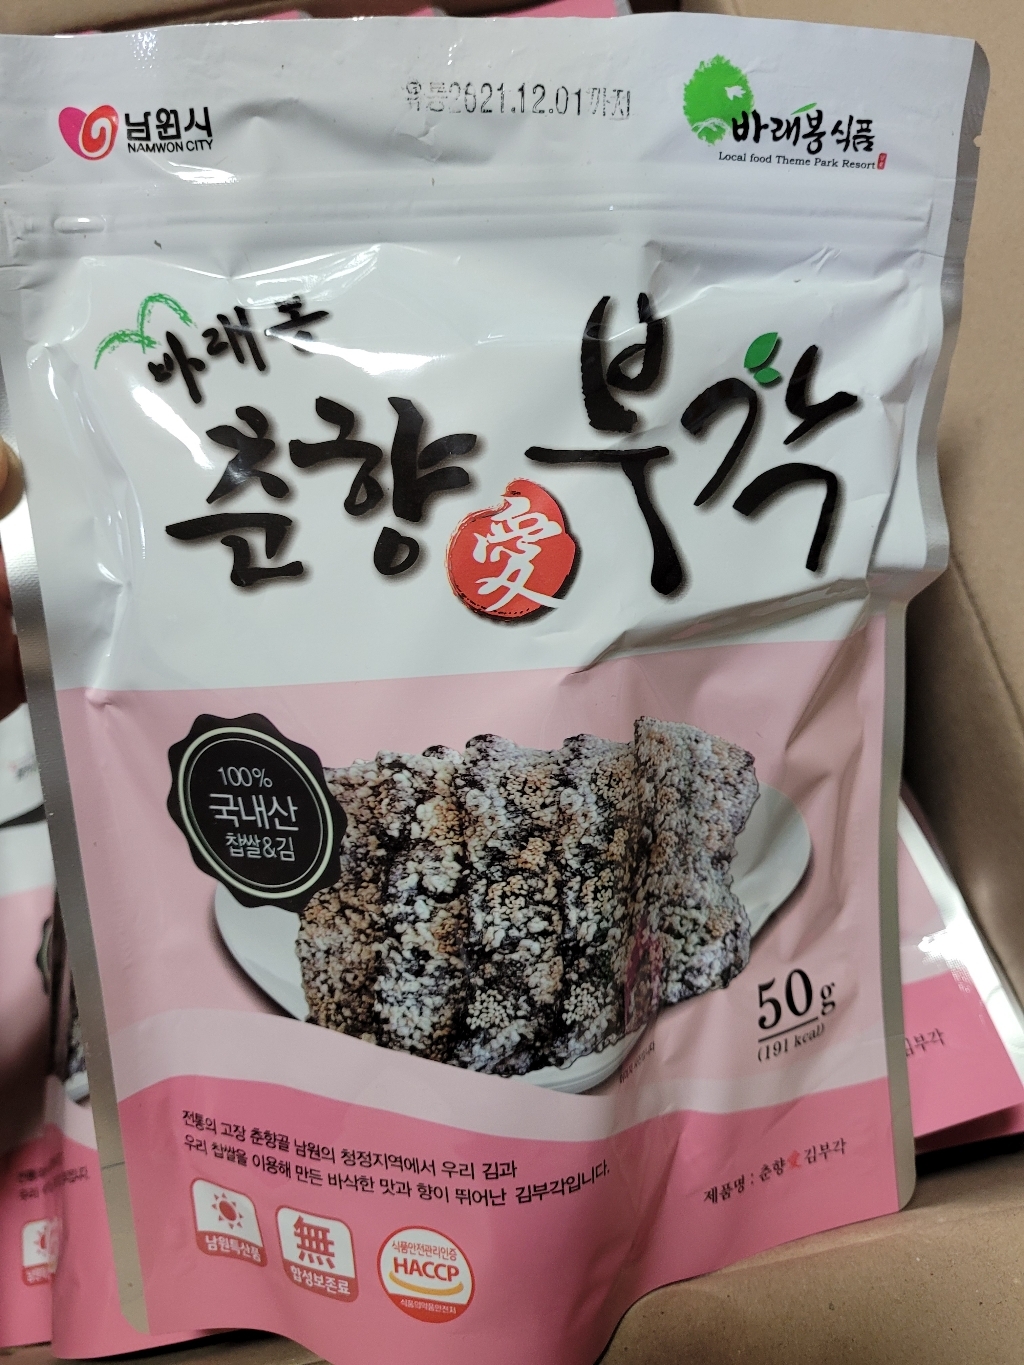 남원시
NAMWON CITY
유통2021.12.01까지
바래봉식품
Local food Theme Park Resort
바래봉
춘향愛부각
100%
국내산
찹쌀&김
50g
(191 kcal)
전통의 고장 춘향골 남원의 청정지역에서 우리 김과
우리 찹쌀을 이용해 만든 바삭한 맛과 향이 뛰어난 김부각입니다.
제품명 : 춘향愛김부각
남원특산품
無
합성보존료
식품안전관리인증
HACCP
식품의약품안전처
김부각